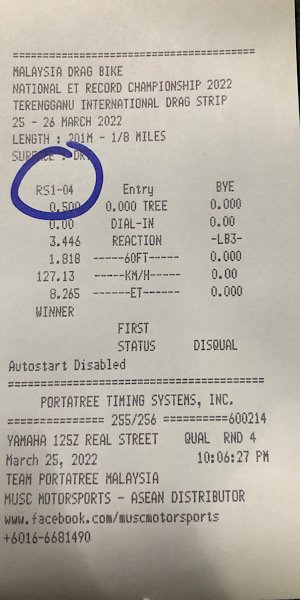 ==========================================
MALAYSIA DRAG BIKE
NATIONAL ET RECORD CHAMPIONSHIP 2022
TERENGGANU INTERNATIONAL DRAG STRIP
25 - 26 MARCH 2022
LENGTH : 201M - 1/8 MILES
SURFACE : DRY
RS1-04 Entry BYE
0.500 0.000 TREE 0.000
0.00 DIAL-IN 0.00
3.446 REACTION -LB3-
1.818 -----60FT----- 0.000
127.13 -----KM/H----- 0.00
8.265 ------ET------ 0.000
WINNER
FIRST
STATUS DISQUAL
Autostart Disabled
==========================================
PORTATREE TIMING SYSTEMS, INC.
=============== 255/256 ==========600214
YAMAHA 125Z REAL STREET QUAL RND 4
March 25, 2022 10:06:27 PM
TEAM PORTATREE MALAYSIA
MUSC MOTORSPORTS - ASEAN DISTRIBUTOR
www.facebook.com/muscmotorsports
+6016-6681490